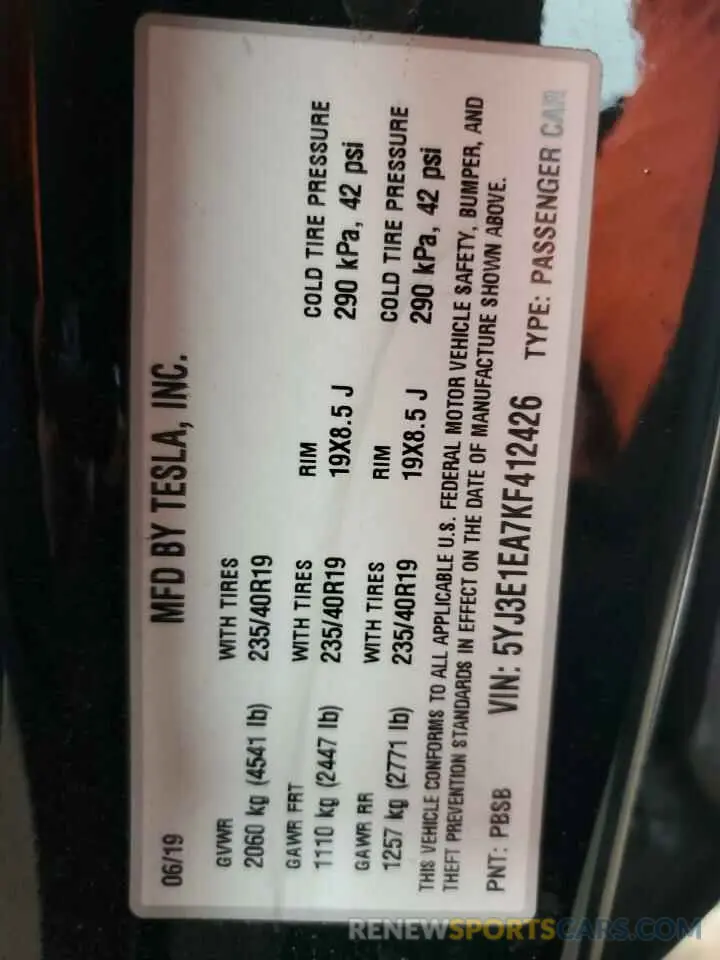 06/19 MFD BY TESLA, INC.
GVWR WITH TIRES
2060 kg (4541 lb) 235/40R19
GAWR FRT WITH TIRES RIM COLD TIRE PRESSURE
1110 kg (2447 lb) 235/40R19 19X8.5 J 290 kPa, 42 psi
GAWR RR WITH TIRES RIM COLD TIRE PRESSURE
1257 kg (2771 lb) 235/40R19 19X8.5 J 290 kPa, 42 psi
THIS VEHICLE CONFORMS TO ALL APPLICABLE U.S. FEDERAL MOTOR VEHICLE SAFETY, BUMPER, AND
THEFT PREVENTION STANDARDS IN EFFECT ON THE DATE OF MANUFACTURE SHOWN ABOVE.
PNT: PBSB VIN: 5YJ3E1EA7KF412426 TYPE: PASSENGER CAR
RENEWSPORTSCARS.COM